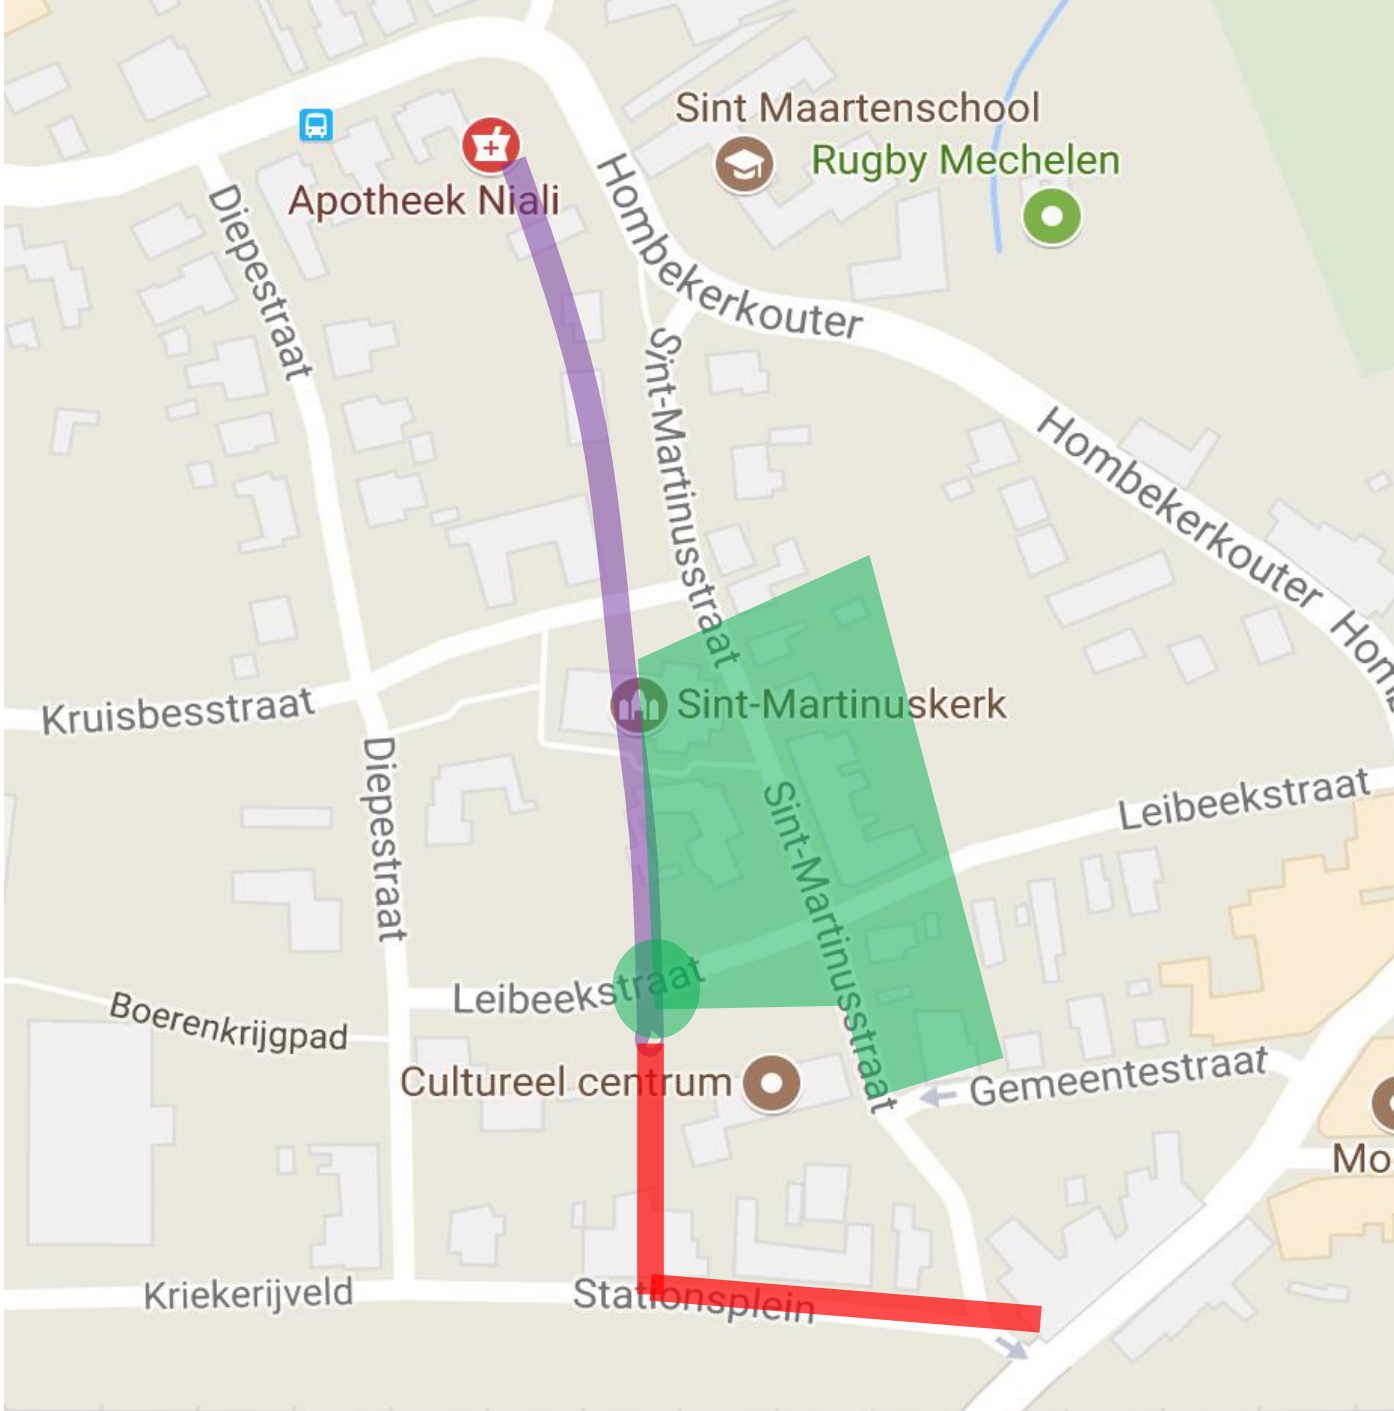 Sint Maartenschool
Rugby Mechelen
Apotheek Niali
Hombekerkouter
Diepestraat
Sint-Martinusstraat
Hombekerkouter
Hom
Kruisbesstraat
Sint-Martinuskerk
Diepestraat
Sint-Martinusstraat
Leibeekstraat
Leibeekstraat
Boerenkrijgpad
Cultureel centrum
Gemeentestraat
Mo
Kriekerijveld
Stationsplein